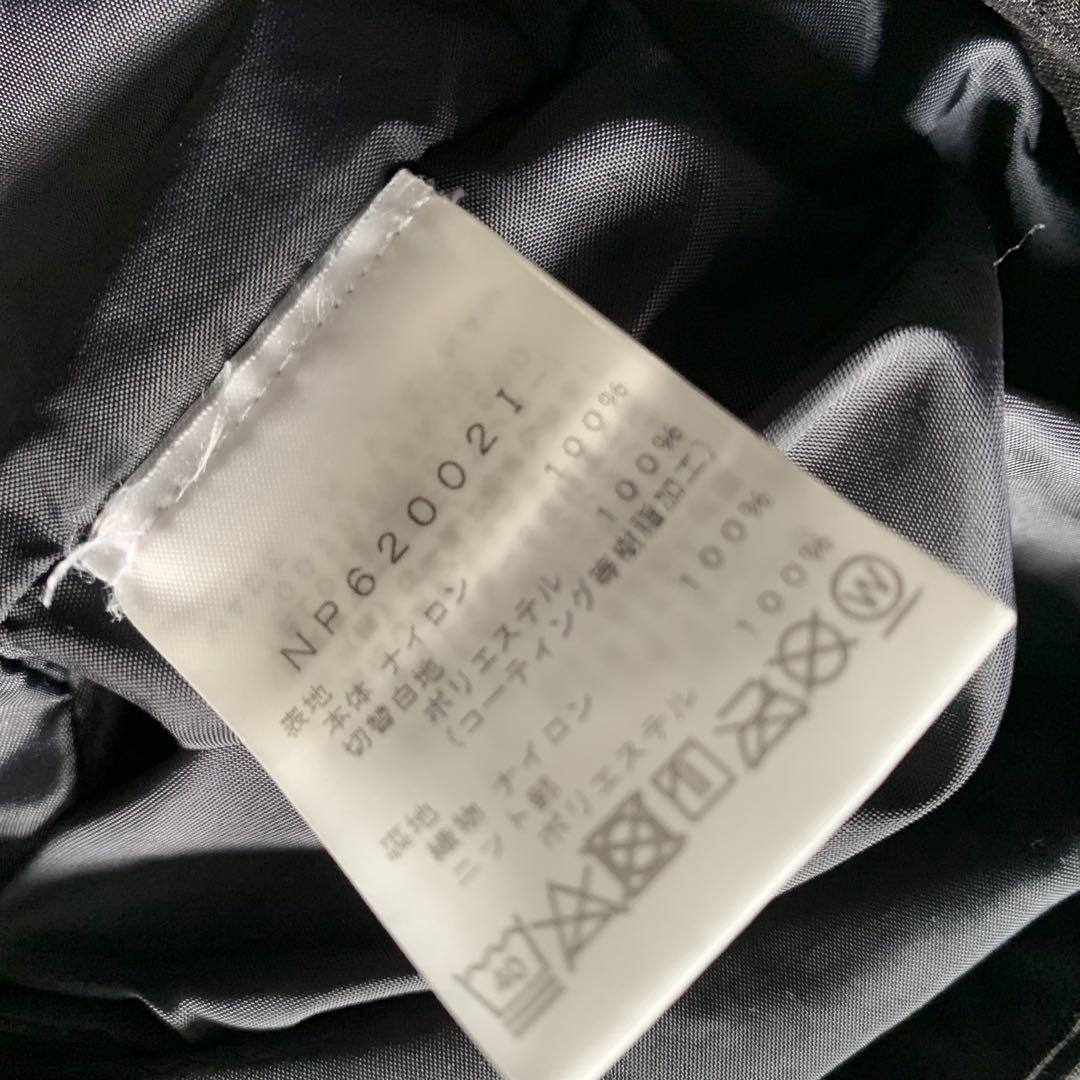 NP62002I
表地
本体 ナイロン 100%
切替白地
ポリエステル 100%
(コーティング等樹脂加工)
裏地
織物 ナイロン 100%
ニット部
ポリエステル 100%
40 W